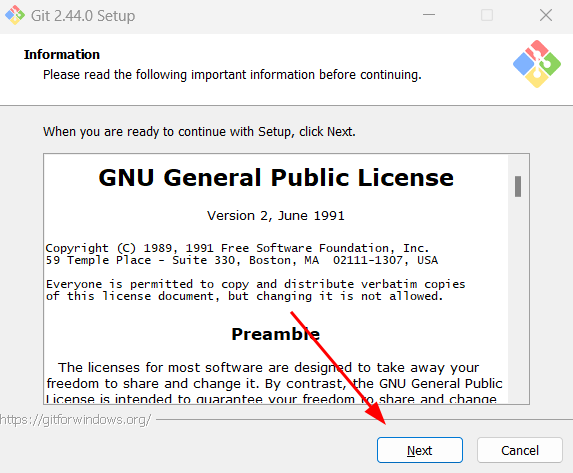 Git 2.44.0 Setup
Information
Please read the following important information before continuing.
When you are ready to continue with Setup, click Next.
GNU General Public License
Version 2, June 1991
Copyright (C) 1989, 1991 Free Software Foundation, Inc.
59 Temple Place - Suite 330, Boston, MA  02111-1307, USA
Everyone is permitted to copy and distribute verbatim copies
of this license document, but changing it is not allowed.
Preamble
The licenses for most software are designed to take away your
freedom to share and change it. By contrast, the GNU General Public
License is intended to guarantee your freedom to share and change
https://gitforwindows.org/
Next
Cancel